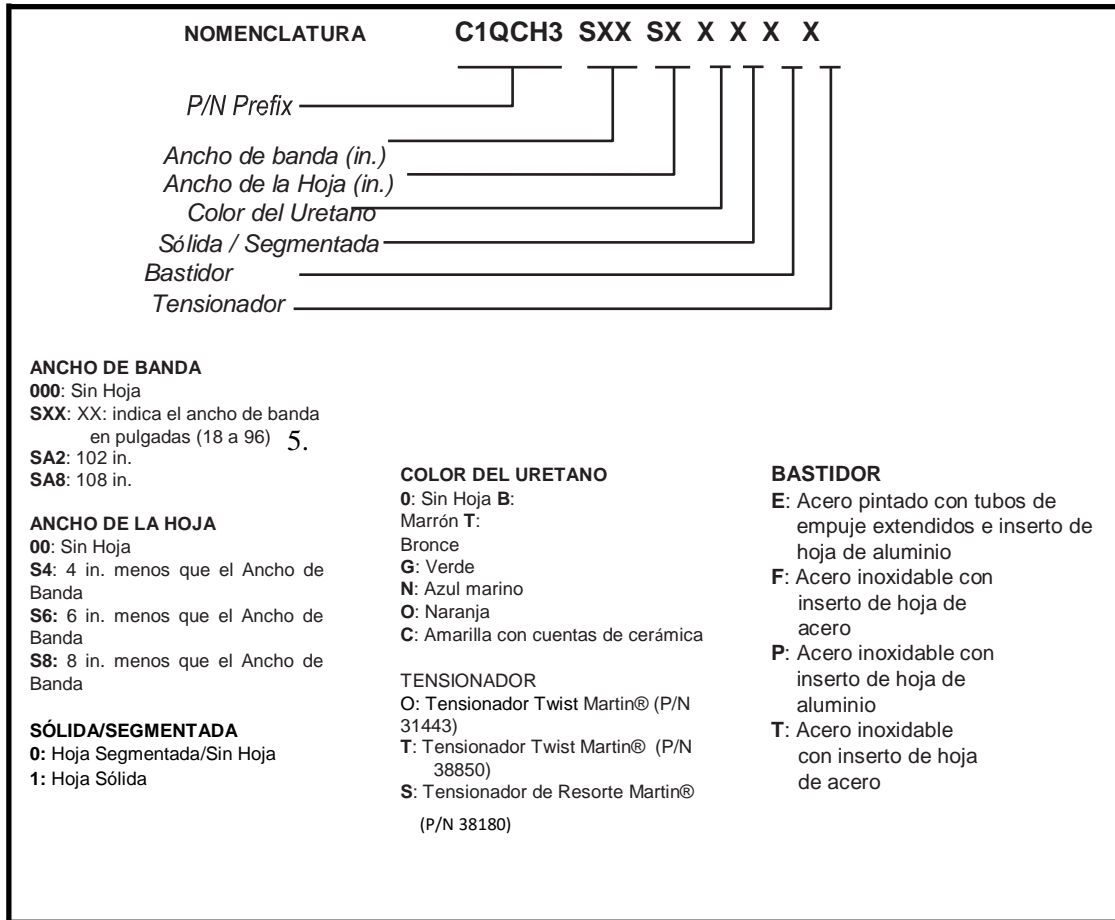 NOMENCLATURA C1QCH3 SXX SX X X X X
P/N Prefix
Ancho de banda (in.)
Ancho de la Hoja (in.)
Color del Uretano
Sólida / Segmentada
Bastidor
Tensionador
ANCHO DE BANDA
000: Sin Hoja
SXX: XX: indica el ancho de banda
en pulgadas (18 a 96) 5.
SA2: 102 in.
SA8: 108 in.
ANCHO DE LA HOJA
00: Sin Hoja
S4: 4 in. menos que el Ancho de
Banda
S6: 6 in. menos que el Ancho de
Banda
S8: 8 in. menos que el Ancho de
Banda
SÓLIDA/SEGMENTADA
0: Hoja Segmentada/Sin Hoja
1: Hoja Sólida
COLOR DEL URETANO
0: Sin Hoja B:
Marrón T:
Bronce
G: Verde
N: Azul marino
O: Naranja
C: Amarilla con cuentas de cerámica
TENSIONADOR
O: Tensionador Twist Martin® (P/N
31443)
T: Tensionador Twist Martin® (P/N
38850)
S: Tensionador de Resorte Martin®
(P/N 38180)
BASTIDOR
E: Acero pintado con tubos de
empuje extendidos e inserto de
hoja de aluminio
F: Acero inoxidable con
inserto de hoja de
acero
P: Acero inoxidable con
inserto de hoja de
aluminio
T: Acero inoxidable
con inserto de hoja
de acero